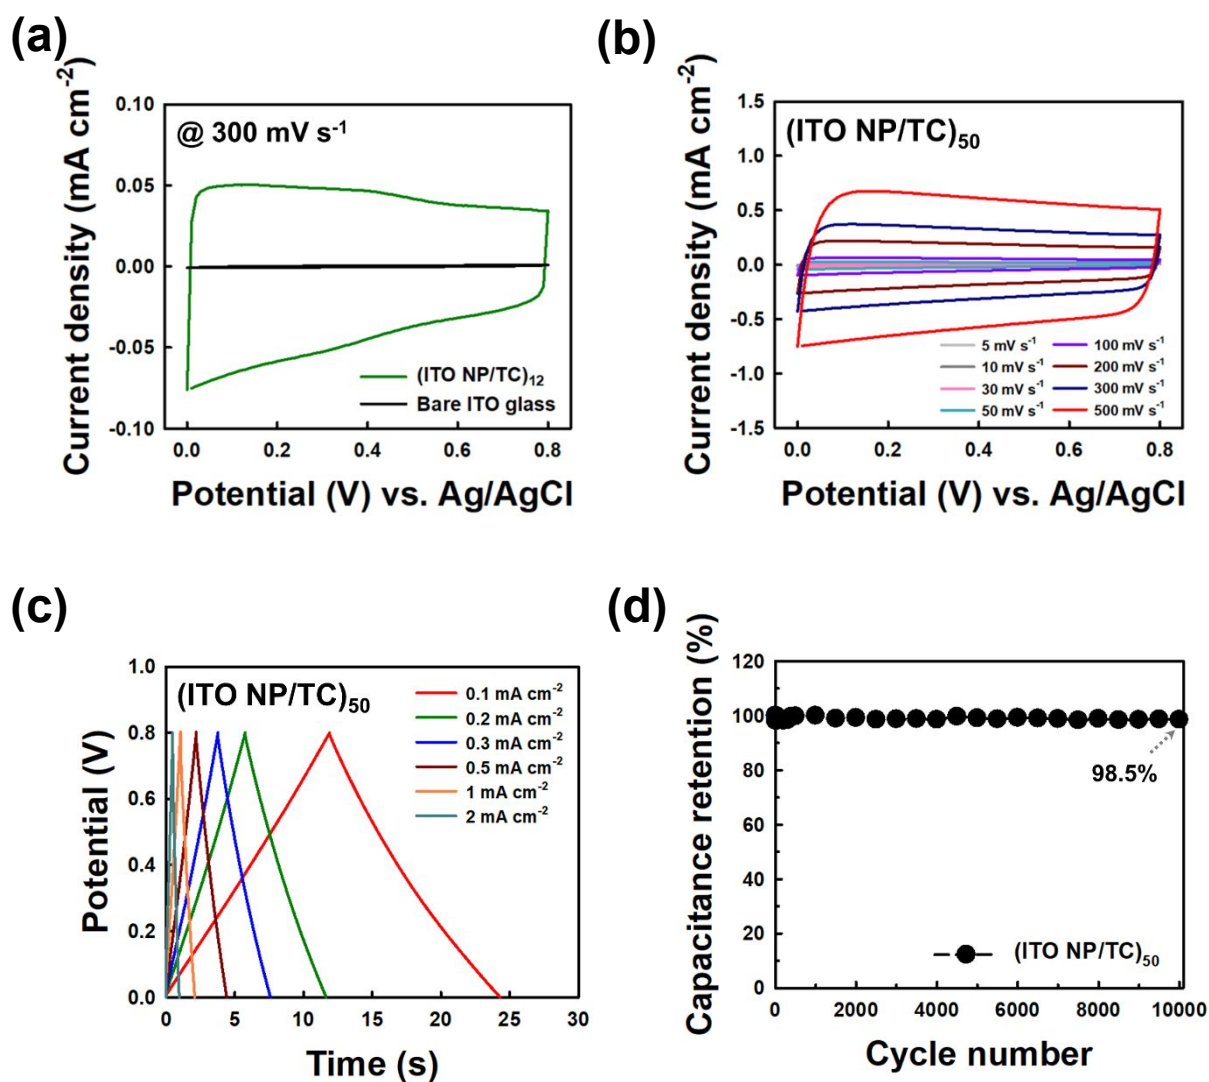 (a)
Current density (mA cm⁻²)
0.10
0.05
0.00
-0.05
-0.10
@ 300 mV s⁻¹
(ITO NP/TC)₁₂
Bare ITO glass
0.0 0.2 0.4 0.6 0.8
Potential (V) vs. Ag/AgCl
(b)
Current density (mA cm⁻²)
1.5
1.0
0.5
0.0
-0.5
-1.0
-1.5
(ITO NP/TC)₅₀
5 mV s⁻¹ 100 mV s⁻¹
10 mV s⁻¹ 200 mV s⁻¹
30 mV s⁻¹ 300 mV s⁻¹
50 mV s⁻¹ 500 mV s⁻¹
0.0 0.2 0.4 0.6 0.8
Potential (V) vs. Ag/AgCl
(c)
Potential (V)
1.0
0.8
0.6
0.4
0.2
0.0
(ITO NP/TC)₅₀
0.1 mA cm⁻²
0.2 mA cm⁻²
0.3 mA cm⁻²
0.5 mA cm⁻²
1 mA cm⁻²
2 mA cm⁻²
0 5 10 15 20 25 30
Time (s)
(d)
Capacitance retention (%)
120
100
80
60
40
20
0
98.5%
(ITO NP/TC)₅₀
0 2000 4000 6000 8000 10000
Cycle number